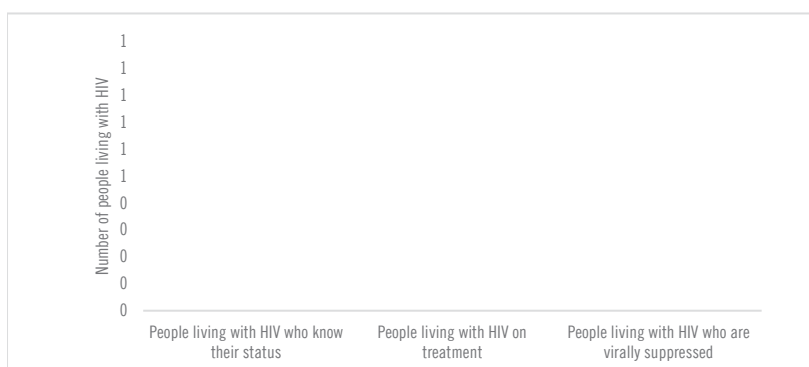 Number of people living with HIV
1
1
1
1
1
1
0
0
0
0
0
People living with HIV who know
their status
People living with HIV on
treatment
People living with HIV who are
virally suppressed